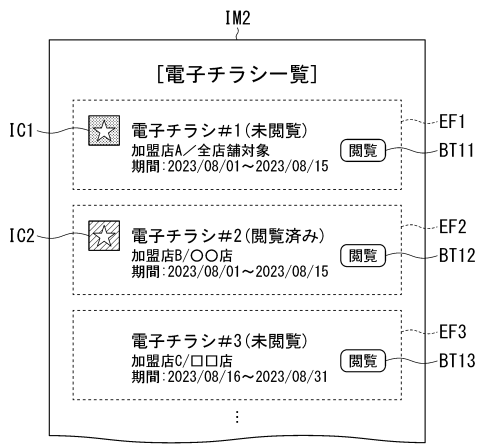 IM2
[電子チラシ一覧]
IC1
電子チラシ#1(未閲覧)
加盟店A/全店舗対象
期間:2023/08/01~2023/08/15
閲覧
EF1
BT11
IC2
電子チラシ#2(閲覧済み)
加盟店B/○○店
期間:2023/08/01~2023/08/15
閲覧
EF2
BT12
電子チラシ#3(未閲覧)
加盟店C/□□店
期間:2023/08/16~2023/08/31
閲覧
EF3
BT13
⋮